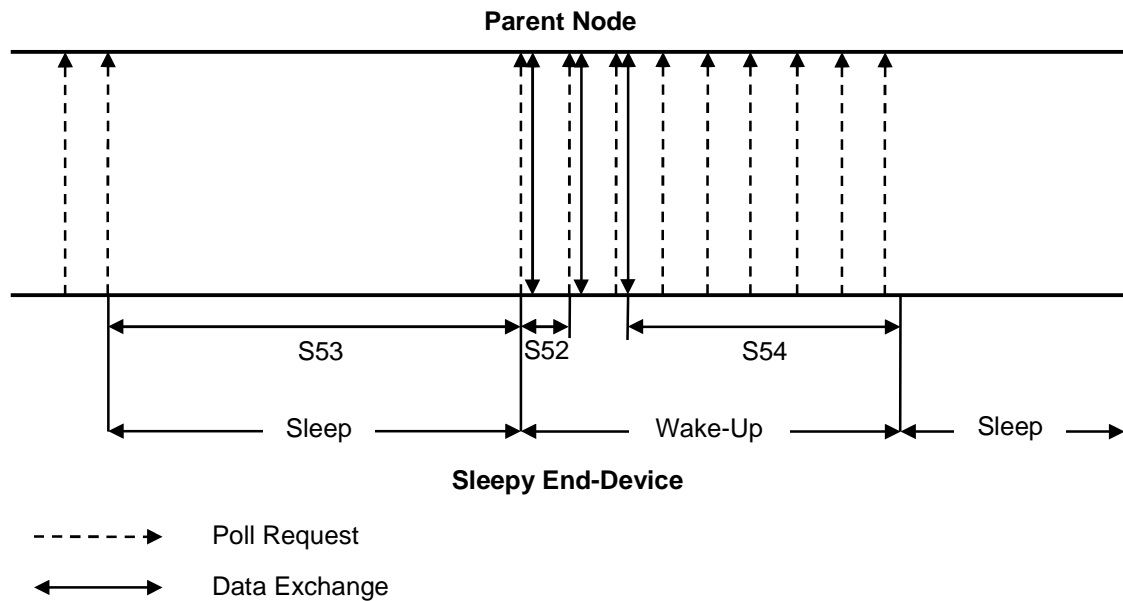 Parent Node
S53
S52
S54
Sleep
Wake-Up
Sleep
Sleepy End-Device
Poll Request
Data Exchange